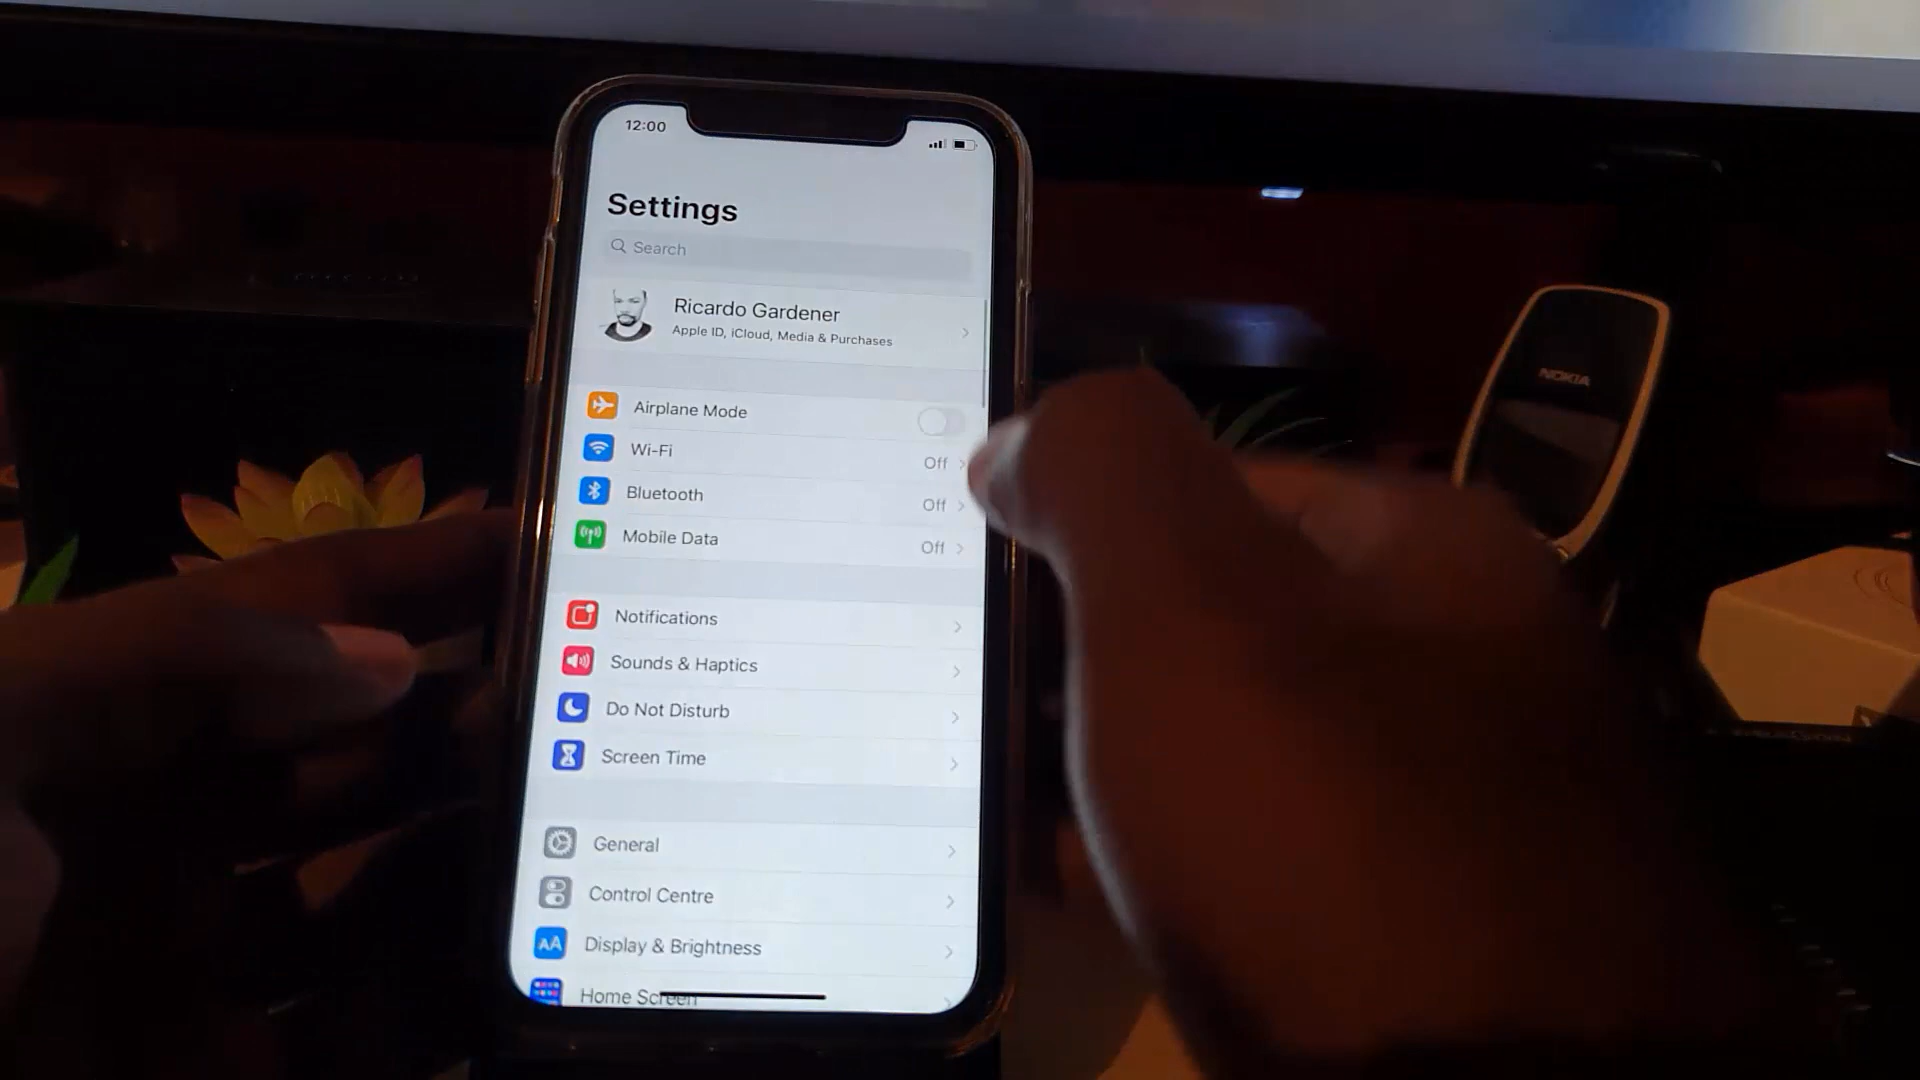 12:00
Settings
Search
Ricardo Gardener
Apple ID, iCloud, Media & Purchases
Airplane Mode
Wi-Fi Off
Bluetooth Off
Mobile Data Off
Notifications
Sounds & Haptics
Do Not Disturb
Screen Time
General
Control Centre
AA Display & Brightness
Home Screen
NOKIA